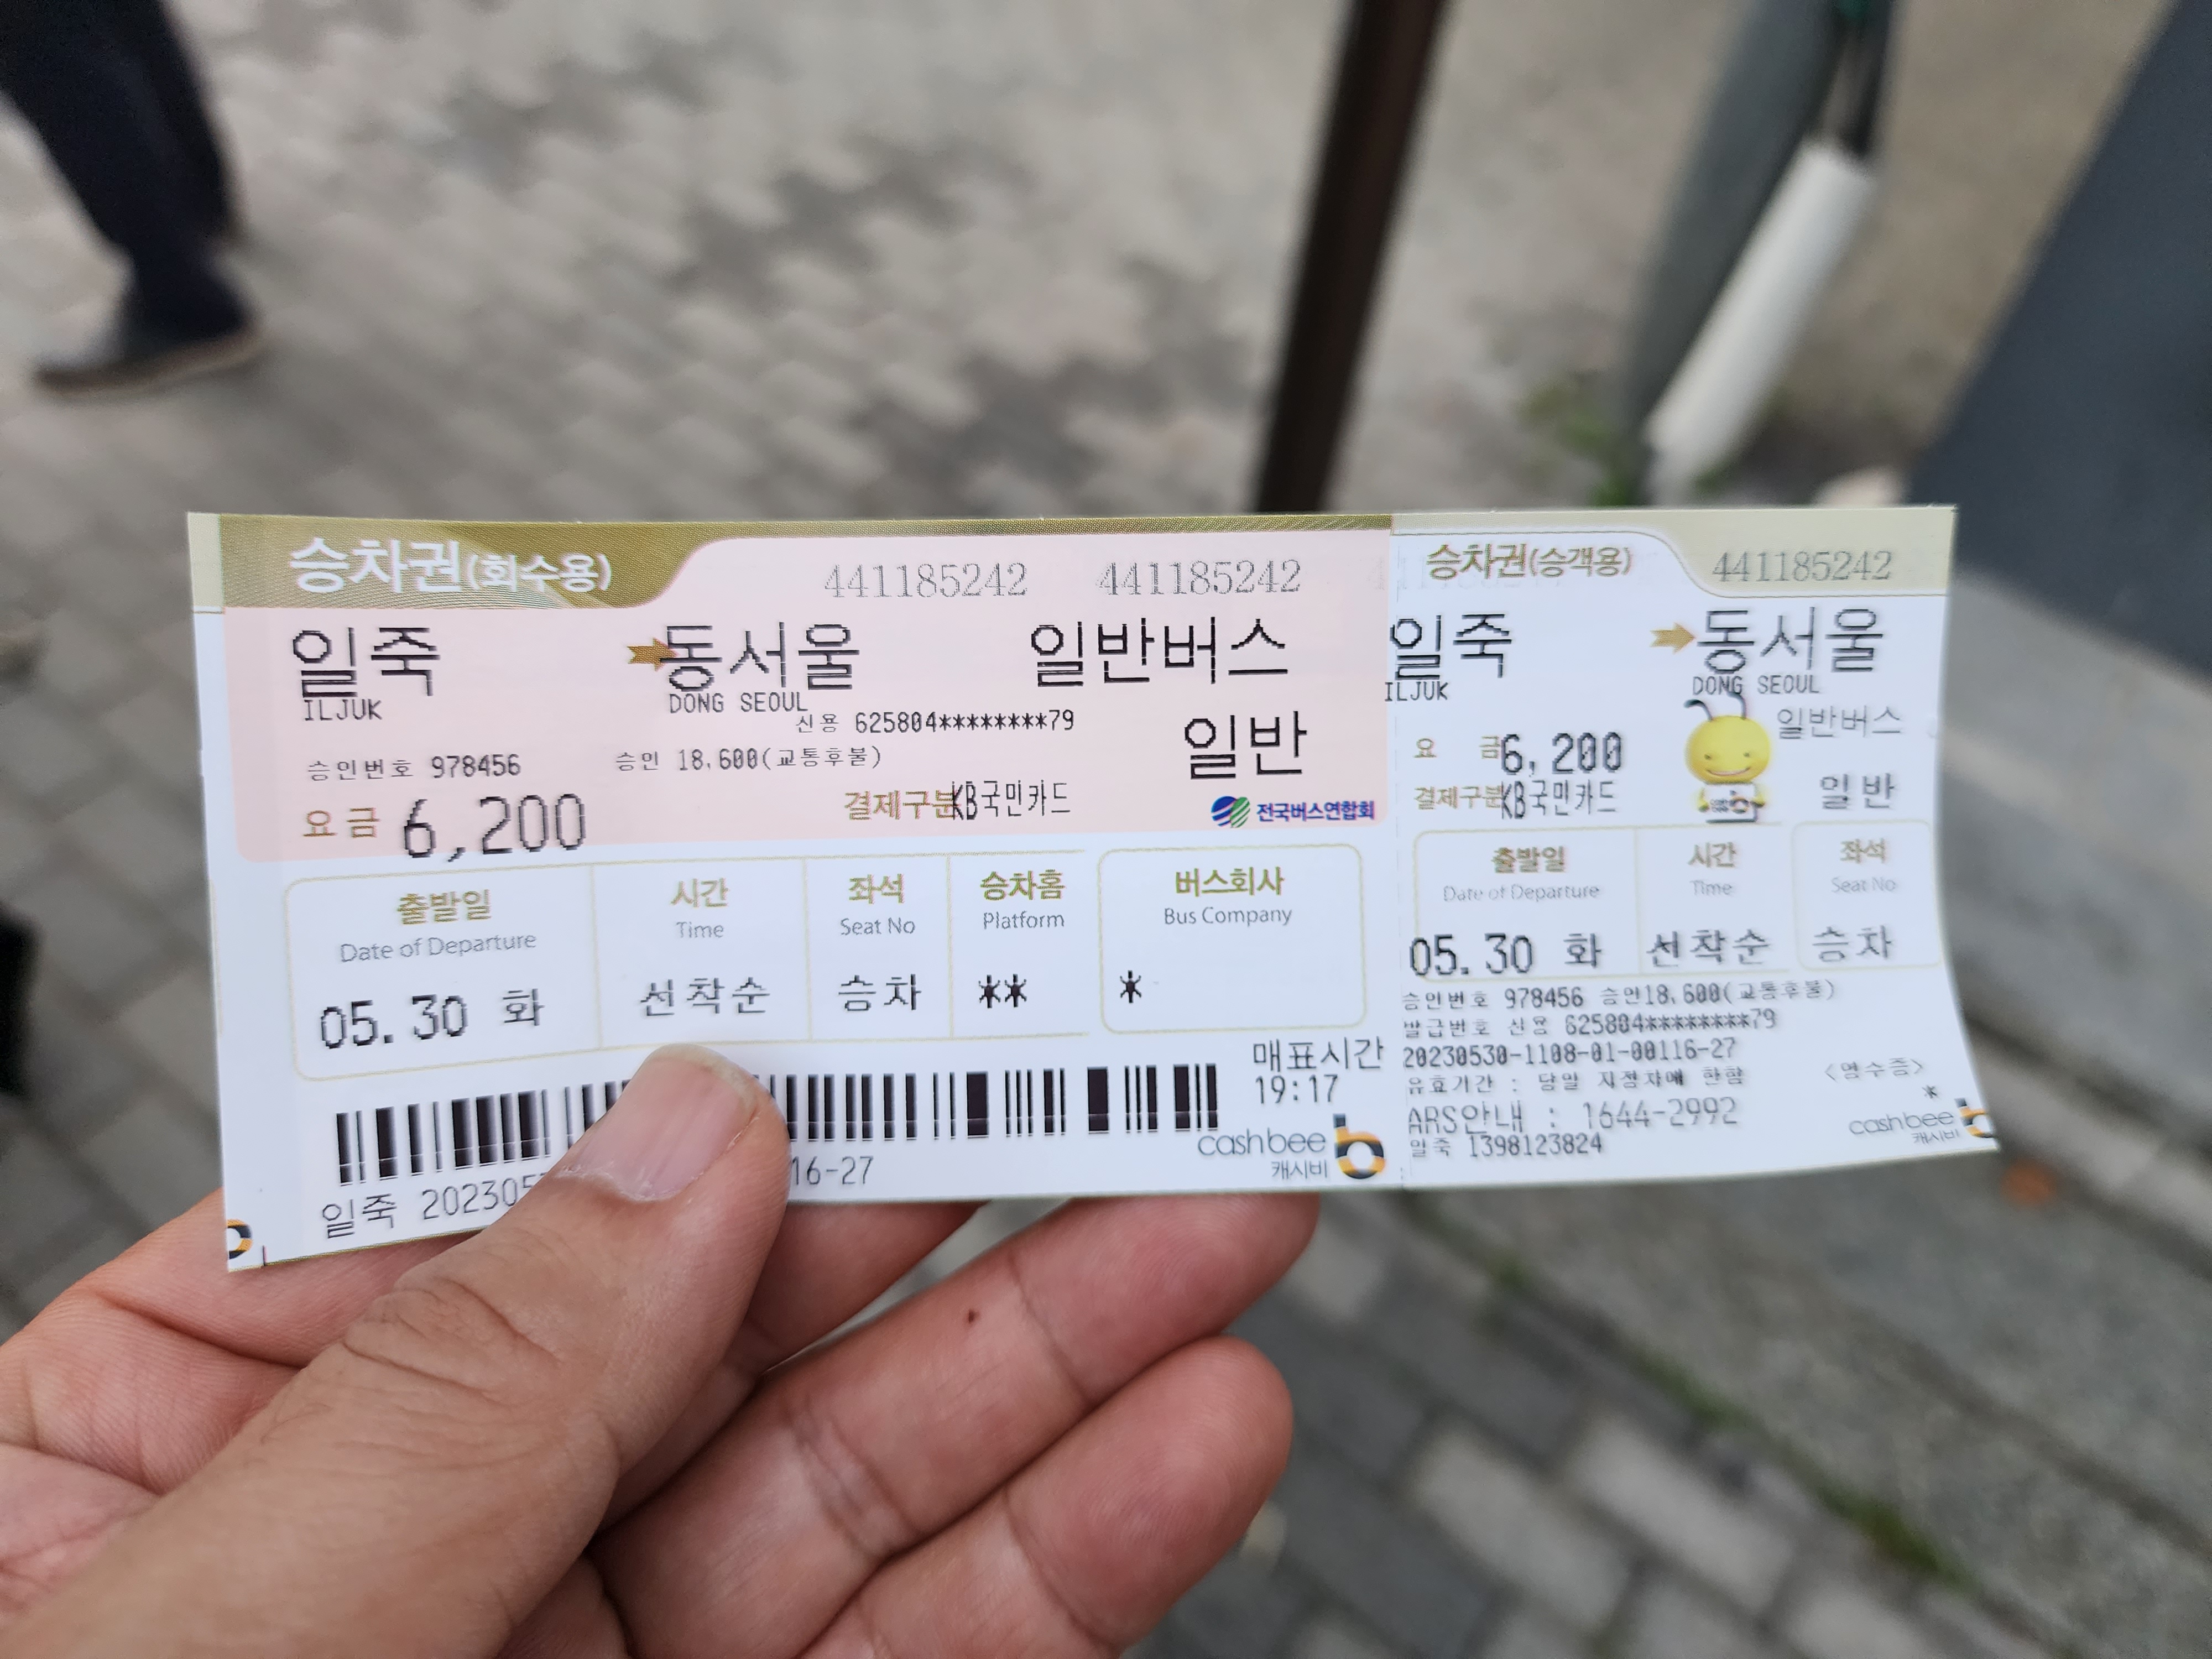 승차권(회수용) 441185242 441185242
일죽 동서울 일반버스
ILJUK DONG SEOUL
신용 625804********79 일반
승인번호 978456 승인 18,600(교통후불)
요금 6,200 결제구분 KB국민카드 전국버스연합회
출발일 시간 좌석 승차홈 버스회사
Date of Departure Time Seat No Platform Bus Company
05.30 화 선착순 승차 ** *
매표시간
19:17
cashbee
캐시비
일죽 202305 16-27
승차권(승객용) 441185242
일죽 동서울
ILJUK DONG SEOUL
일반버스
요 금 6,200
결제구분 KB국민카드 일반
출발일 시간 좌석
Date of Departure Time Seat No
05.30 화 선착순 승차
승인번호 978456 승인18,600(교통후불)
발급번호 신용 625804********79
20230530-1108-01-00116-27
유효기간 : 당일 지정차에 한함 <영수증>
*
ARS안내 : 1644-2992 cashbee
캐시비
일죽 1398123824